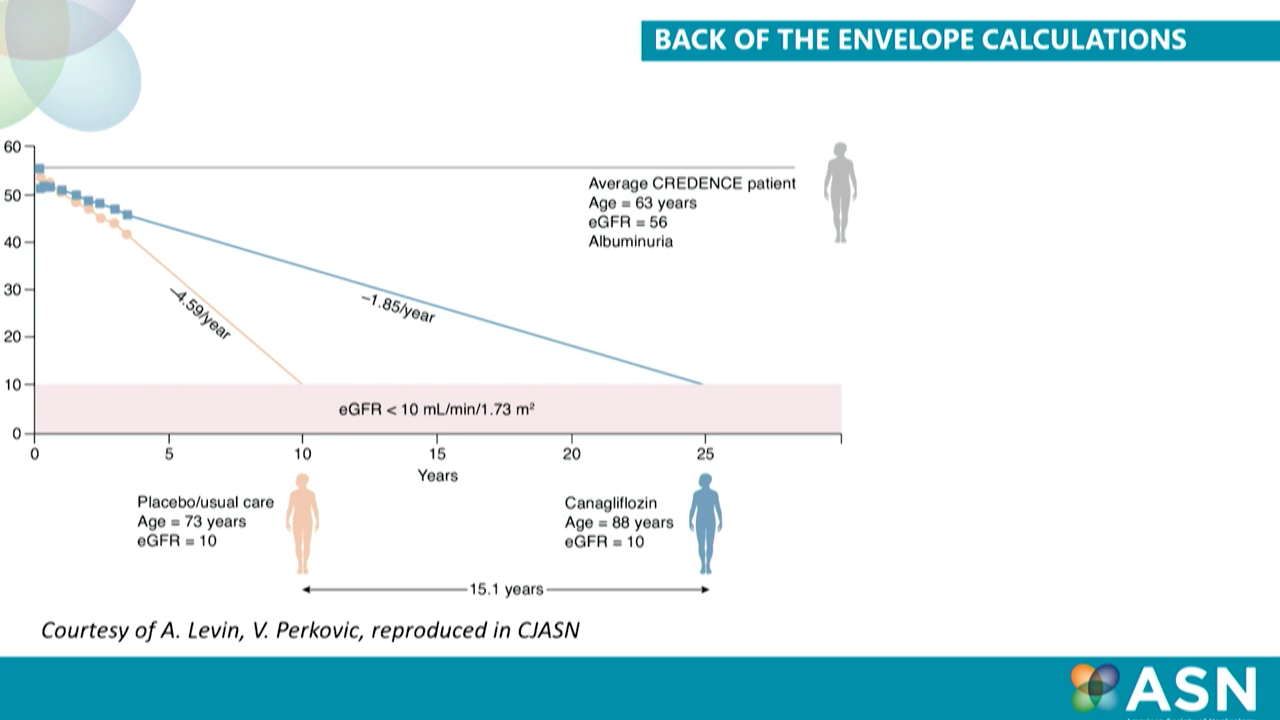 BACK OF THE ENVELOPE CALCULATIONS
60
50
40
30
20
10
0
Average CREDENCE patient
Age = 63 years
eGFR = 56
Albuminuria
–4.59/year
–1.85/year
eGFR < 10 mL/min/1.73 m²
0 5 10 15 20 25
Years
Placebo/usual care
Age = 73 years
eGFR = 10
Canagliflozin
Age = 88 years
eGFR = 10
15.1 years
Courtesy of A. Levin, V. Perkovic, reproduced in CJASN
ASN